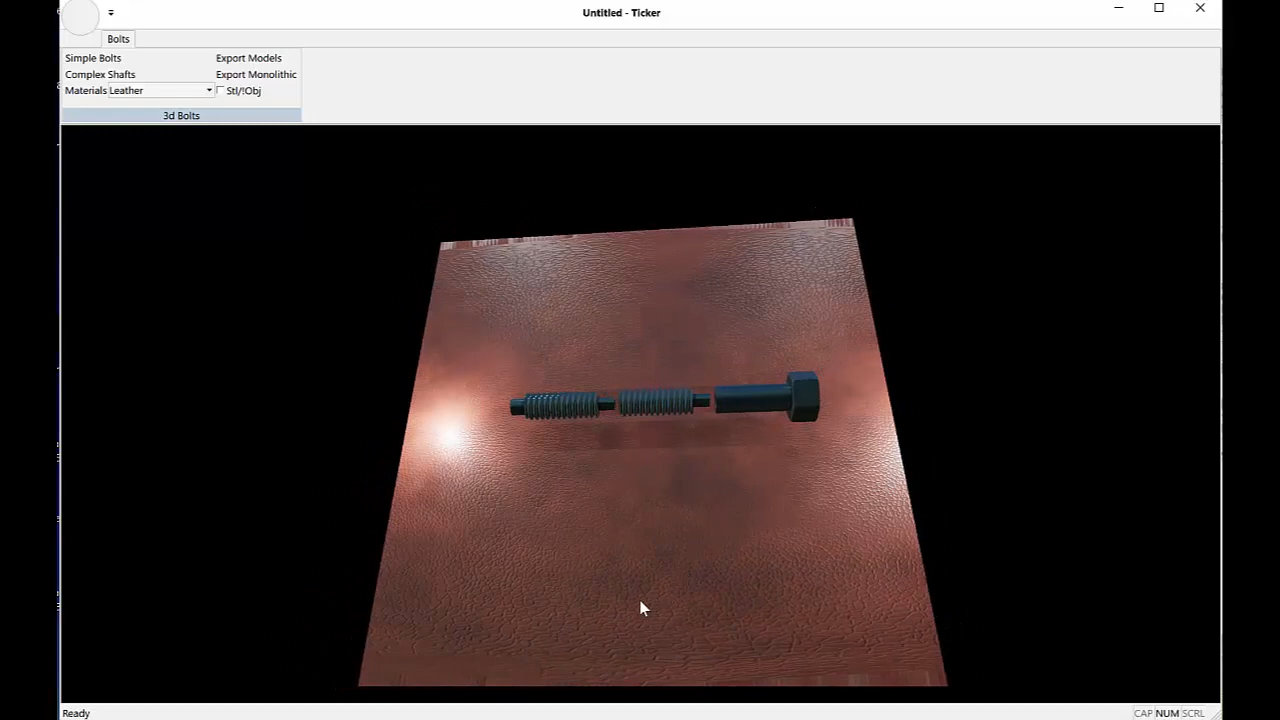 Untitled - Ticker
Bolts
Simple Bolts
Export Models
Complex Shafts
Export Monolithic
Materials Leather
Stl/!Obj
3d Bolts
Ready
CAP NUM SCRL